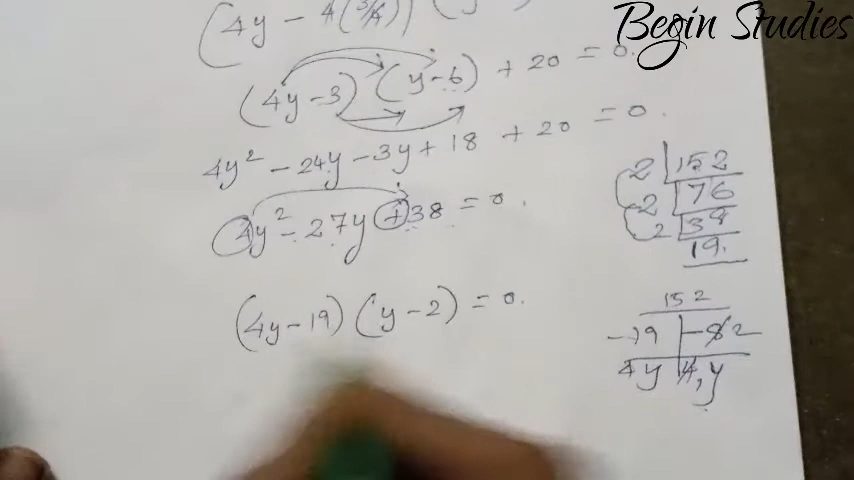 Begin Studies
(4y - 4(3/4)) (y
(4y - 3) (y - 6) + 20 = 0.
4y² - 24y - 3y + 18 + 20 = 0.
4y² - 27y + 38 = 0.
(4y - 19) (y - 2) = 0.
2 | 152
2 | 76
2 | 38
19.
152
-19 | -8 2
4y | 4, y